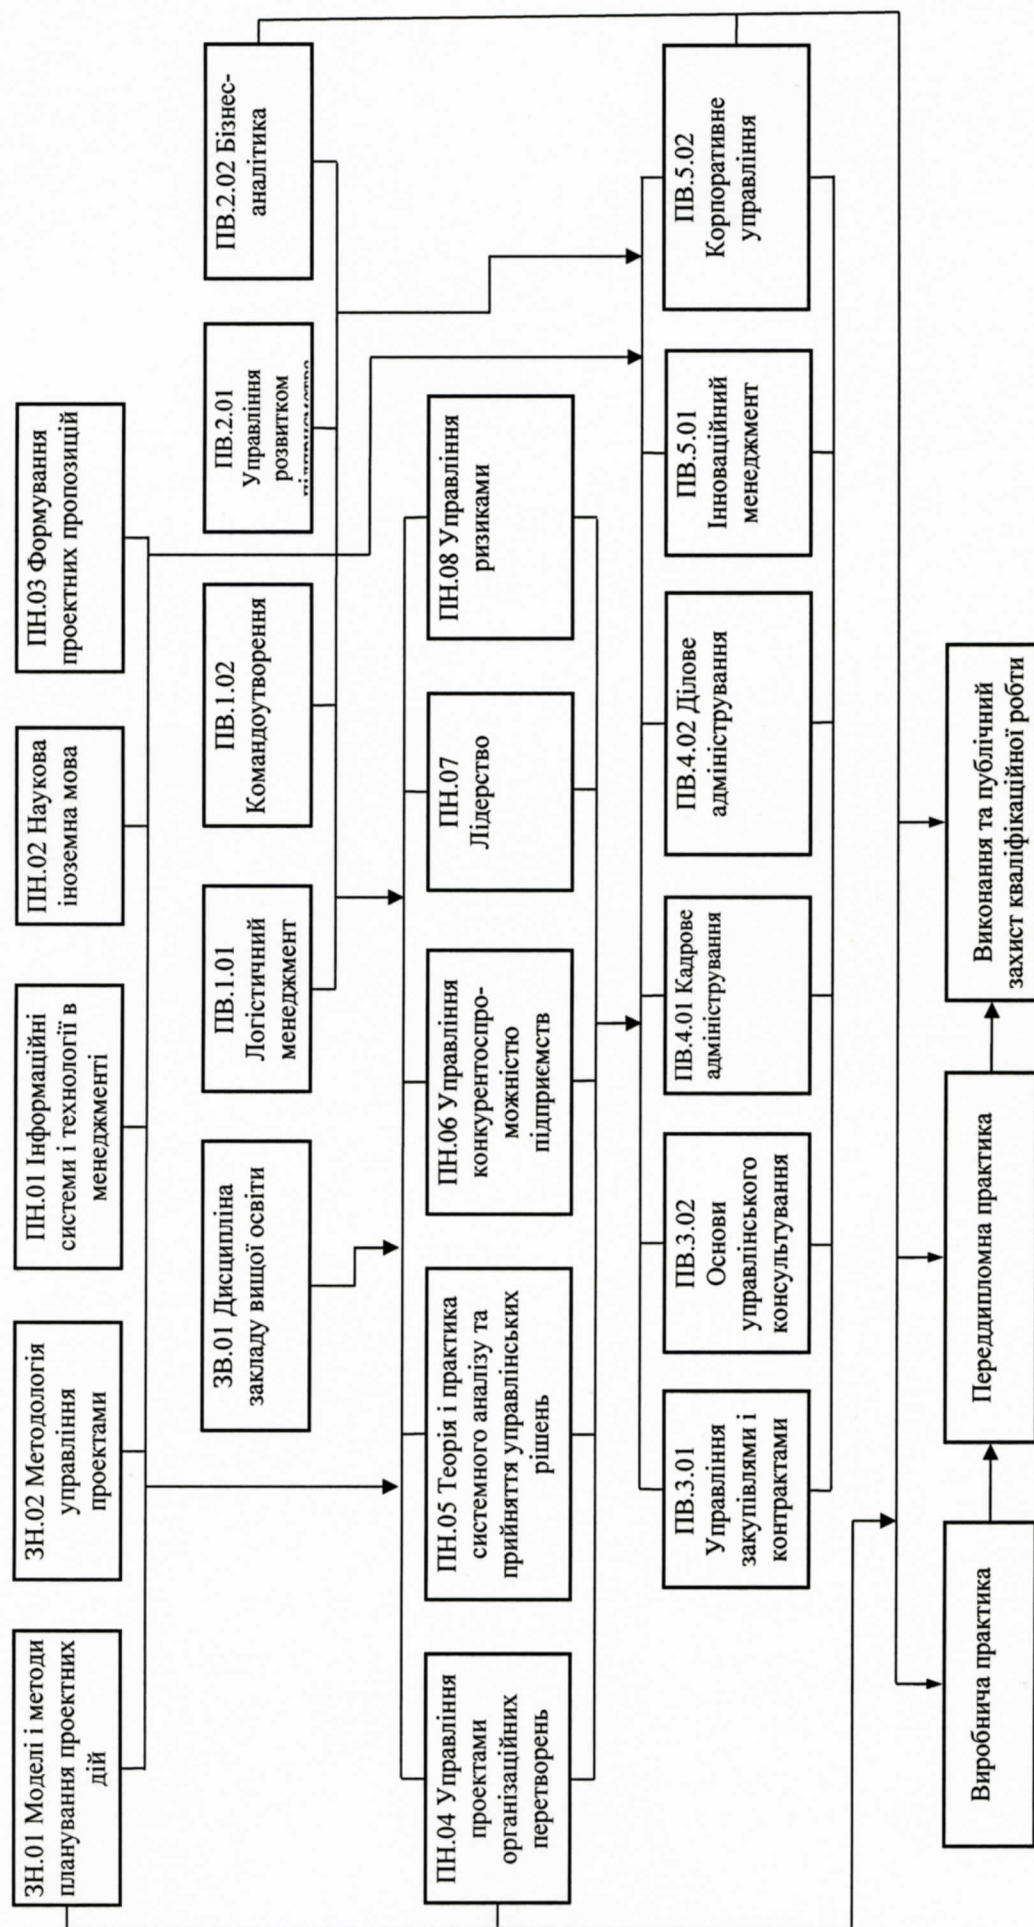 ЗН.01 Моделі і методи
планування проектних
дій
ЗН.02 Методологія
управління
проектами
ПН.01 Інформаційні
системи і технології в
менеджменті
ПН.02 Наукова
іноземна мова
ПН.03 Формування
проектних пропозицій
ЗВ.01 Дисципліна
закладу вищої освіти
ПВ.1.01
Логістичний
менеджмент
ПВ.1.02
Командоутворення
ПВ.2.01
Управління
розвитком
ПВ.2.02 Бізнес-
аналітика
ПН.04 Управління
проектами
організаційних
перетворень
ПН.05 Теорія і практика
системного аналізу та
прийняття управлінських
рішень
ПН.06 Управління
конкурентоспро-
можністю
підприємств
ПН.07
Лідерство
ПН.08 Управління
ризиками
ПВ.3.01
Управління
закупівлями і
контрактами
ПВ.3.02
Основи
управлінського
консультування
ПВ.4.01 Кадрове
адміністрування
ПВ.4.02 Ділове
адміністрування
ПВ.5.01
Інноваційний
менеджмент
ПВ.5.02
Корпоративне
управління
Виробнича практика
Переддипломна практика
Виконання та публічний
захист кваліфікаційної робти